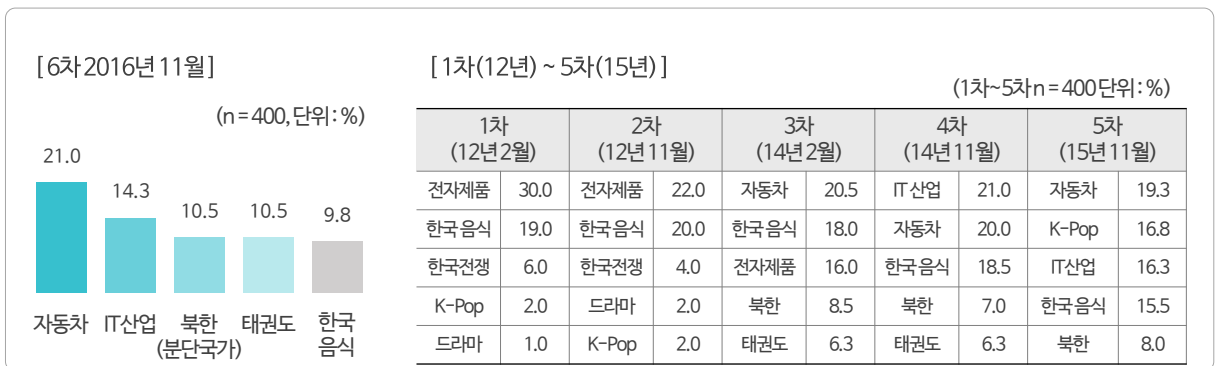 [ 6차 2016년 11월 ]
(n = 400, 단위 : %)
21.0
14.3
10.5
10.5
9.8
자동차
IT산업
북한
(분단국가)
태권도
한국
음식
[ 1차 (12년) ~ 5차 (15년) ]
(1차~5차 n = 400 단위 : %)
1차 2차 3차 4차 5차
(12년 2월) (12년 11월) (14년 2월) (14년 11월) (15년 11월)
전자제품 30.0 전자제품 22.0 자동차 20.5 IT 산업 21.0 자동차 19.3
한국 음식 19.0 한국 음식 20.0 한국 음식 18.0 자동차 20.0 K-Pop 16.8
한국전쟁 6.0 한국전쟁 4.0 전자제품 16.0 한국 음식 18.5 IT산업 16.3
K-Pop 2.0 드라마 2.0 북한 8.5 북한 7.0 한국 음식 15.5
드라마 1.0 K-Pop 2.0 태권도 6.3 태권도 6.3 북한 8.0